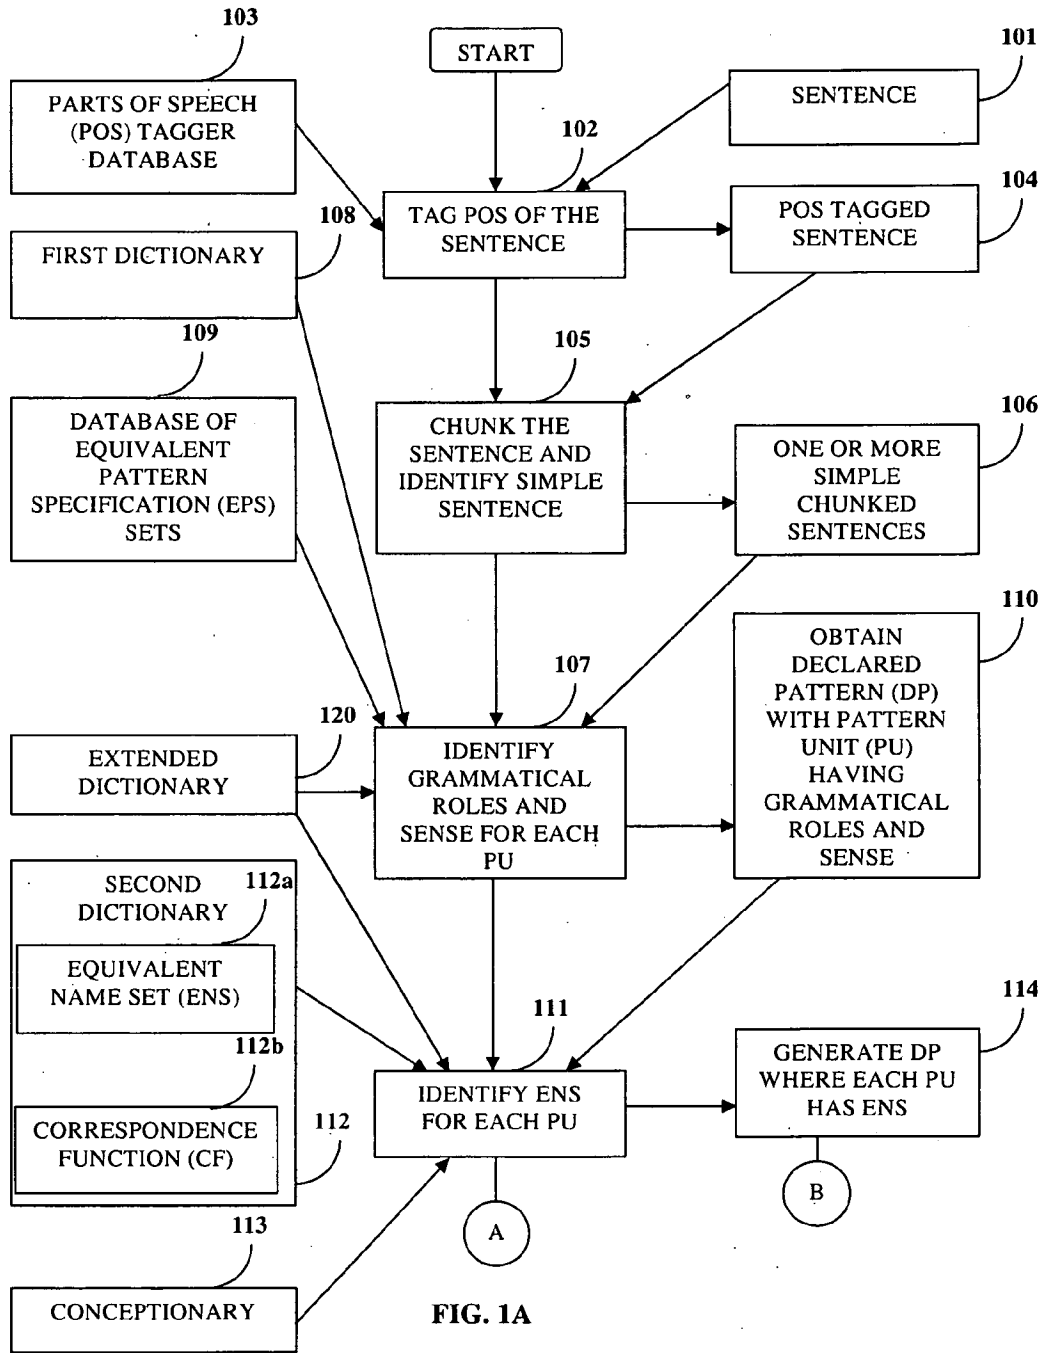 103
START
101
PARTS OF SPEECH
(POS) TAGGER
DATABASE
SENTENCE
102
104
TAG POS OF THE
SENTENCE
POS TAGGED
SENTENCE
108
FIRST DICTIONARY
109
105
106
DATABASE OF
EQUIVALENT
PATTERN
SPECIFICATION (EPS)
SETS
CHUNK THE
SENTENCE AND
IDENTIFY SIMPLE
SENTENCE
ONE OR MORE
SIMPLE
CHUNKED
SENTENCES
110
107
OBTAIN
DECLARED
PATTERN (DP)
WITH PATTERN
UNIT (PU)
HAVING
GRAMMATICAL
ROLES AND
SENSE
120
EXTENDED
DICTIONARY
IDENTIFY
GRAMMATICAL
ROLES AND
SENSE FOR EACH
PU
SECOND
DICTIONARY
112a
EQUIVALENT
NAME SET (ENS)
111
114
112b
IDENTIFY ENS
FOR EACH PU
GENERATE DP
WHERE EACH PU
HAS ENS
CORRESPONDENCE
FUNCTION (CF)
112
B
A
113
CONCEPTIONARY
FIG. 1A